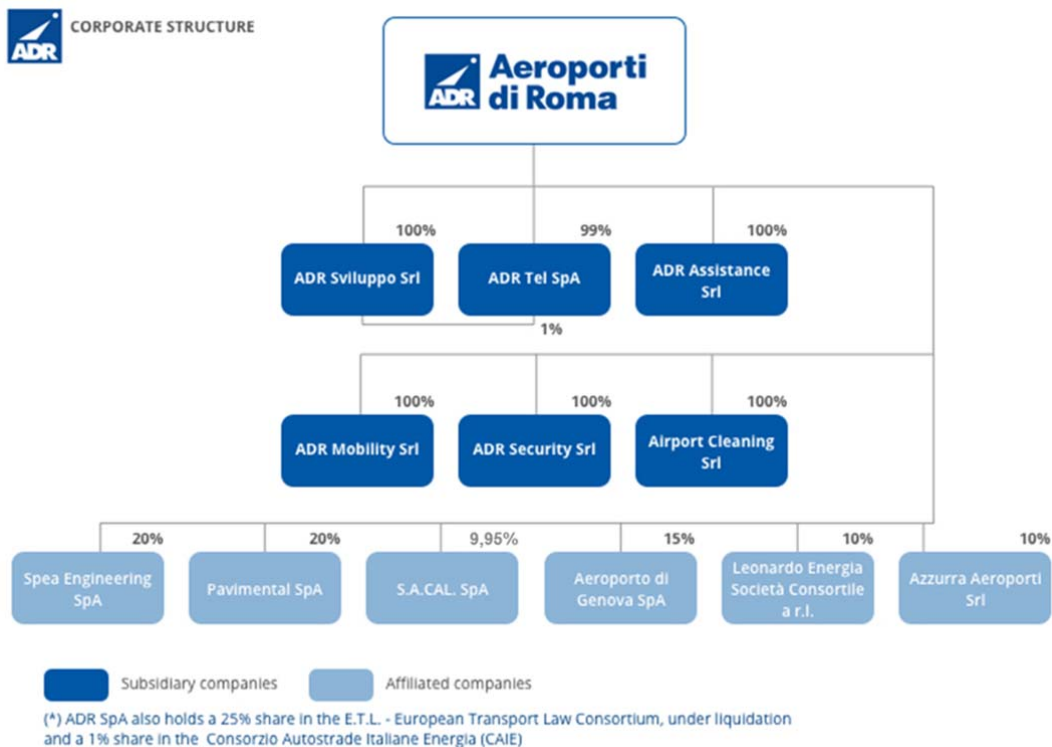 ADR
CORPORATE STRUCTURE
ADR
Aeroporti
di Roma
100%
99%
100%
ADR Sviluppo Srl
ADR Tel SpA
ADR Assistance
Srl
1%
100%
100%
100%
ADR Mobility Srl
ADR Security Srl
Airport Cleaning
Srl
20%
20%
9,95%
15%
10%
10%
Spea Engineering
SpA
Pavimental SpA
S.A.CAL. SpA
Aeroporto di
Genova SpA
Leonardo Energia
Società Consortile
a r.l.
Azzurra Aeroporti
Srl
Subsidiary companies
Affiliated companies
(*) ADR SpA also holds a 25% share in the E.T.L. - European Transport Law Consortium, under liquidation
and a 1% share in the Consorzio Autostrade Italiane Energia (CAIE)